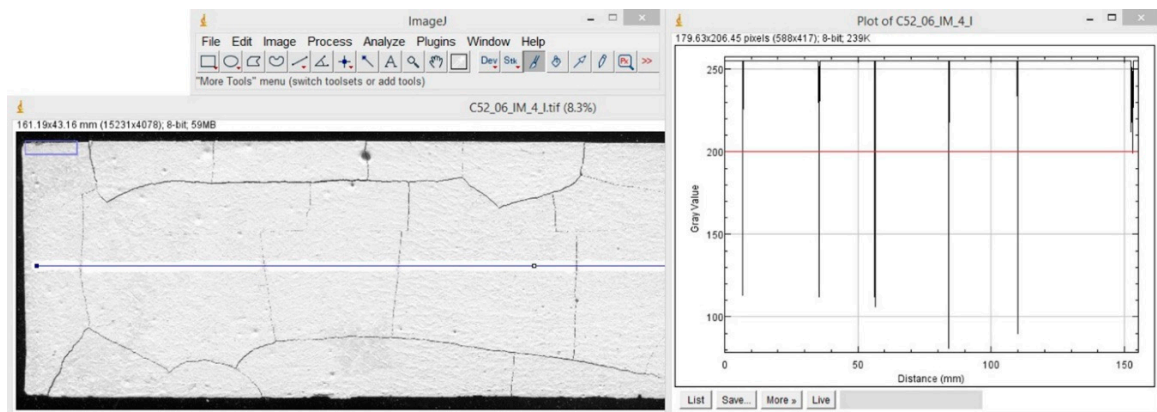 ImageJ
File Edit Image Process Analyze Plugins Window Help
A Dev Stk >>
"More Tools" menu (switch toolsets or add tools)
C52_06_IM_4_I.tif (8.3%)
161.19x43.16 mm (15231x4078); 8-bit; 59MB
Plot of C52_06_IM_4_I
179.63x206.45 pixels (588x417); 8-bit; 239K
250
200
150
100
Gray Value
0 50 100 150
Distance (mm)
List Save... More » Live